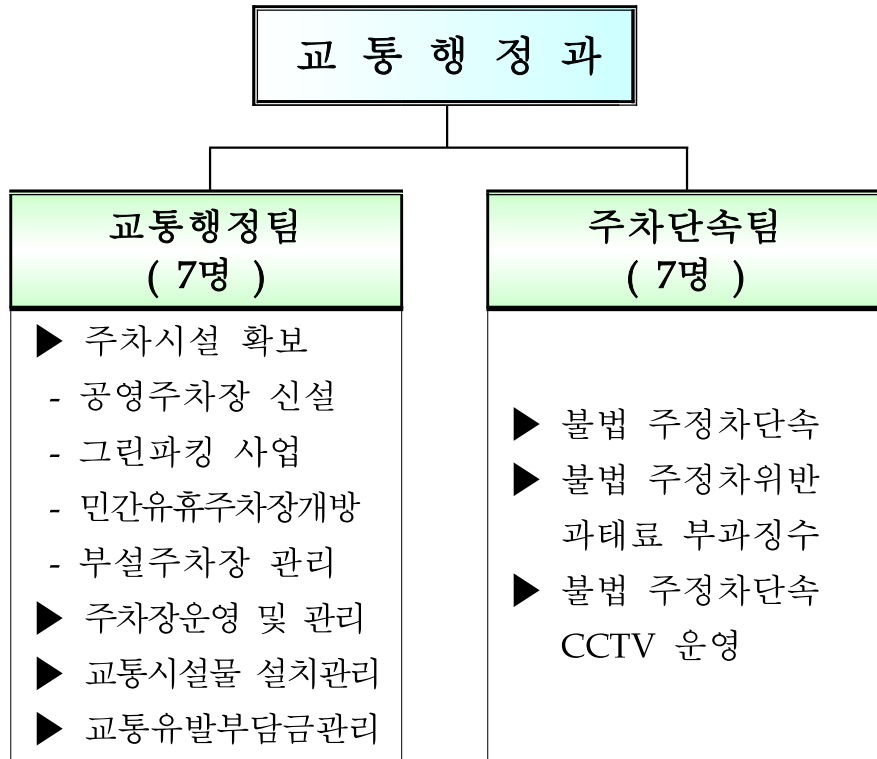 교 통 행 정 과
교통행정팀
( 7명 )
▶ 주차시설 확보
- 공영주차장 신설
- 그린파킹 사업
- 민간유휴주차장개방
- 부설주차장 관리
▶ 주차장운영 및 관리
▶ 교통시설물 설치관리
▶ 교통유발부담금관리
주차단속팀
( 7명 )
▶ 불법 주정차단속
▶ 불법 주정차위반
과태료 부과징수
▶ 불법 주정차단속
CCTV 운영